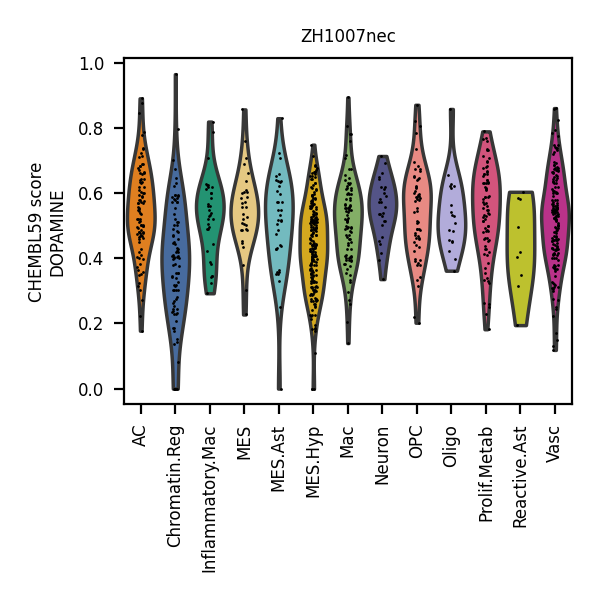 ZH1007nec
CHEMBL59 score
DOPAMINE
1.0
0.8
0.6
0.4
0.2
0.0
AC
Chromatin.Reg
Inflammatory.Mac
MES
MES.Ast
MES.Hyp
Mac
Neuron
OPC
Oligo
Prolif.Metab
Reactive.Ast
Vasc